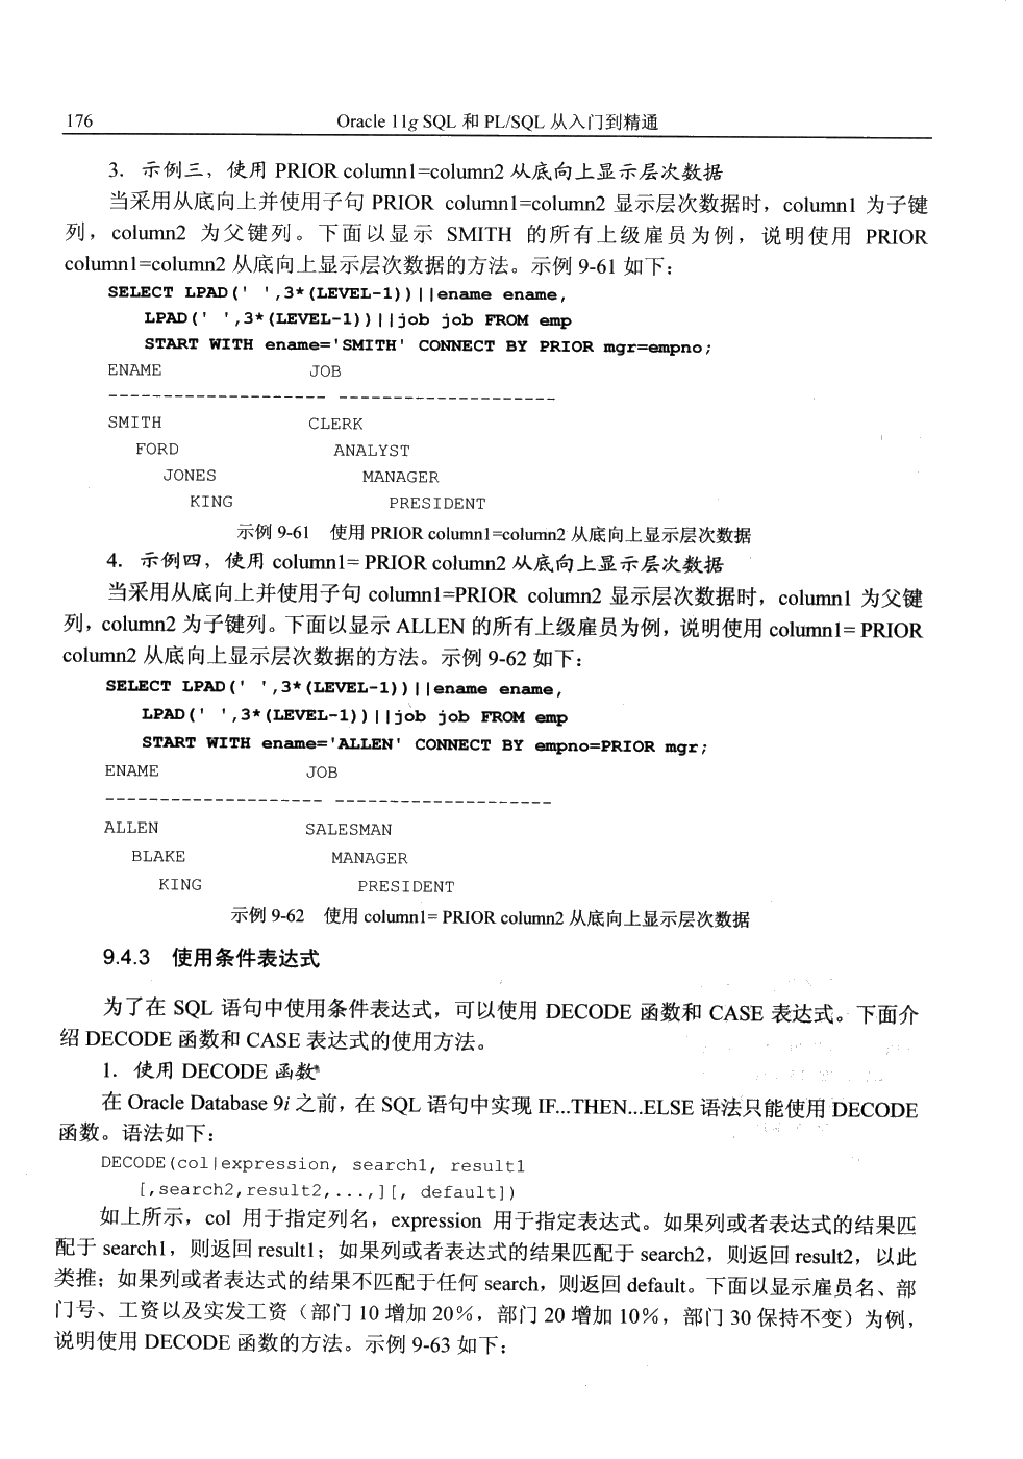 176 Oracle 11g SQL 和 PL/SQL 从入门到精通
3．示例三，使用 PRIOR column1=column2 从底向上显示层次数据
当采用从底向上并使用子句 PRIOR column1=column2 显示层次数据时，column1 为子键
列，column2 为父键列。下面以显示 SMITH 的所有上级雇员为例，说明使用 PRIOR
column1=column2 从底向上显示层次数据的方法。示例 9-61 如下：
SELECT LPAD(' ',3*(LEVEL-1))||ename ename,
LPAD(' ',3*(LEVEL-1))||job job FROM emp
START WITH ename='SMITH' CONNECT BY PRIOR mgr=empno;
ENAME JOB
-------------------- --------------------
SMITH CLERK
FORD ANALYST
JONES MANAGER
KING PRESIDENT
示例 9-61 使用 PRIOR column1=column2 从底向上显示层次数据
4．示例四，使用 column1= PRIOR column2 从底向上显示层次数据
当采用从底向上并使用子句 column1=PRIOR column2 显示层次数据时，column1 为父键
列，column2 为子键列。下面以显示 ALLEN 的所有上级雇员为例，说明使用 column1= PRIOR
column2 从底向上显示层次数据的方法。示例 9-62 如下：
SELECT LPAD(' ',3*(LEVEL-1))||ename ename,
LPAD(' ',3*(LEVEL-1))||job job FROM emp
START WITH ename='ALLEN' CONNECT BY empno=PRIOR mgr;
ENAME JOB
-------------------- --------------------
ALLEN SALESMAN
BLAKE MANAGER
KING PRESIDENT
示例 9-62 使用 column1= PRIOR column2 从底向上显示层次数据
9.4.3 使用条件表达式
为了在 SQL 语句中使用条件表达式，可以使用 DECODE 函数和 CASE 表达式。下面介
绍 DECODE 函数和 CASE 表达式的使用方法。
1．使用 DECODE 函数
在 Oracle Database 9i 之前，在 SQL 语句中实现 IF...THEN...ELSE 语法只能使用 DECODE
函数。语法如下：
DECODE(col|expression, search1, result1
[,search2,result2,...,][, default])
如上所示，col 用于指定列名，expression 用于指定表达式。如果列或者表达式的结果匹
配于 search1，则返回 result1；如果列或者表达式的结果匹配于 search2，则返回 result2，以此
类推；如果列或者表达式的结果不匹配于任何 search，则返回 default。下面以显示雇员名、部
门号、工资以及实发工资（部门 10 增加 20%，部门 20 增加 10%，部门 30 保持不变）为例，
说明使用 DECODE 函数的方法。示例 9-63 如下：